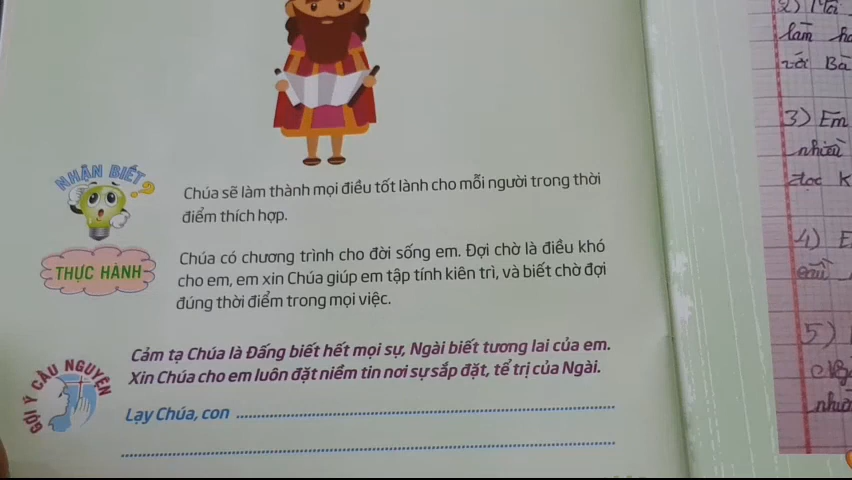 NHẬN BIẾT
Chúa sẽ làm thành mọi điều tốt lành cho mỗi người trong thời
điểm thích hợp.
THỰC HÀNH
Chúa có chương trình cho đời sống em. Đợi chờ là điều khó
cho em, em xin Chúa giúp em tập tính kiên trì, và biết chờ đợi
đúng thời điểm trong mọi việc.
GỢI Ý CẦU NGUYỆN
Cảm tạ Chúa là Đấng biết hết mọi sự, Ngài biết tương lai của em.
Xin Chúa cho em luôn đặt niềm tin nơi sự sắp đặt, tể trị của Ngài.
Lạy Chúa, con
2)
làm
với Bà
3) Em
đọc K
4) E
5)